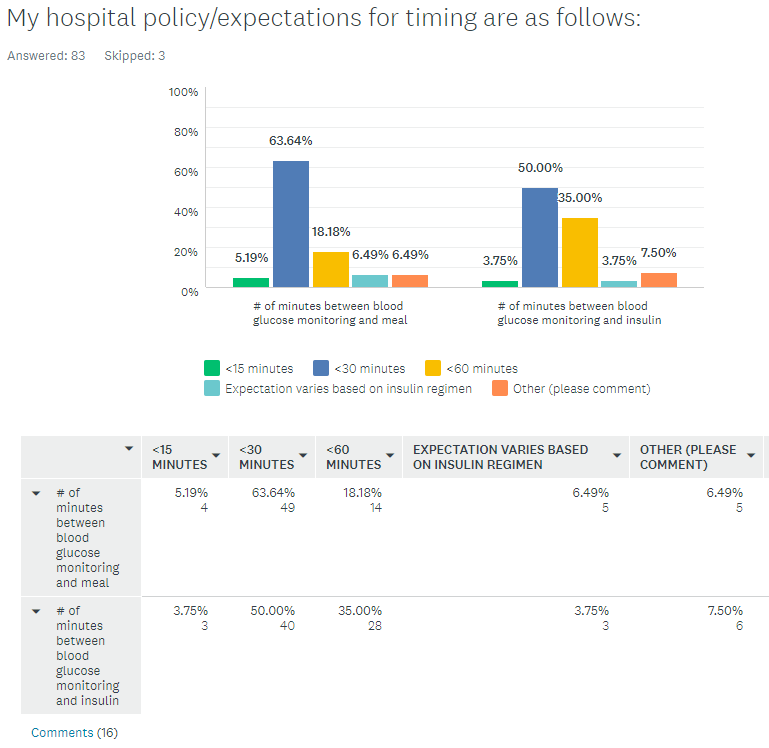 My hospital policy/expectations for timing are as follows:
Answered: 83 Skipped: 3
100%
80%
60%
40%
20%
0%
5.19%
63.64%
18.18%
6.49%
6.49%
3.75%
50.00%
35.00%
3.75%
7.50%
# of minutes between blood
glucose monitoring and meal
# of minutes between blood
glucose monitoring and insulin
<15 minutes <30 minutes <60 minutes
Expectation varies based on insulin regimen Other (please comment)
<15
MINUTES
<30
MINUTES
<60
MINUTES
EXPECTATION VARIES BASED
ON INSULIN REGIMEN
OTHER (PLEASE
COMMENT)
# of
minutes
between
blood
glucose
monitoring
and meal
5.19% 63.64% 18.18% 6.49% 6.49%
4 49 14 5 5
# of
minutes
between
blood
glucose
monitoring
and insulin
3.75% 50.00% 35.00% 3.75% 7.50%
3 40 28 3 6
Comments (16)